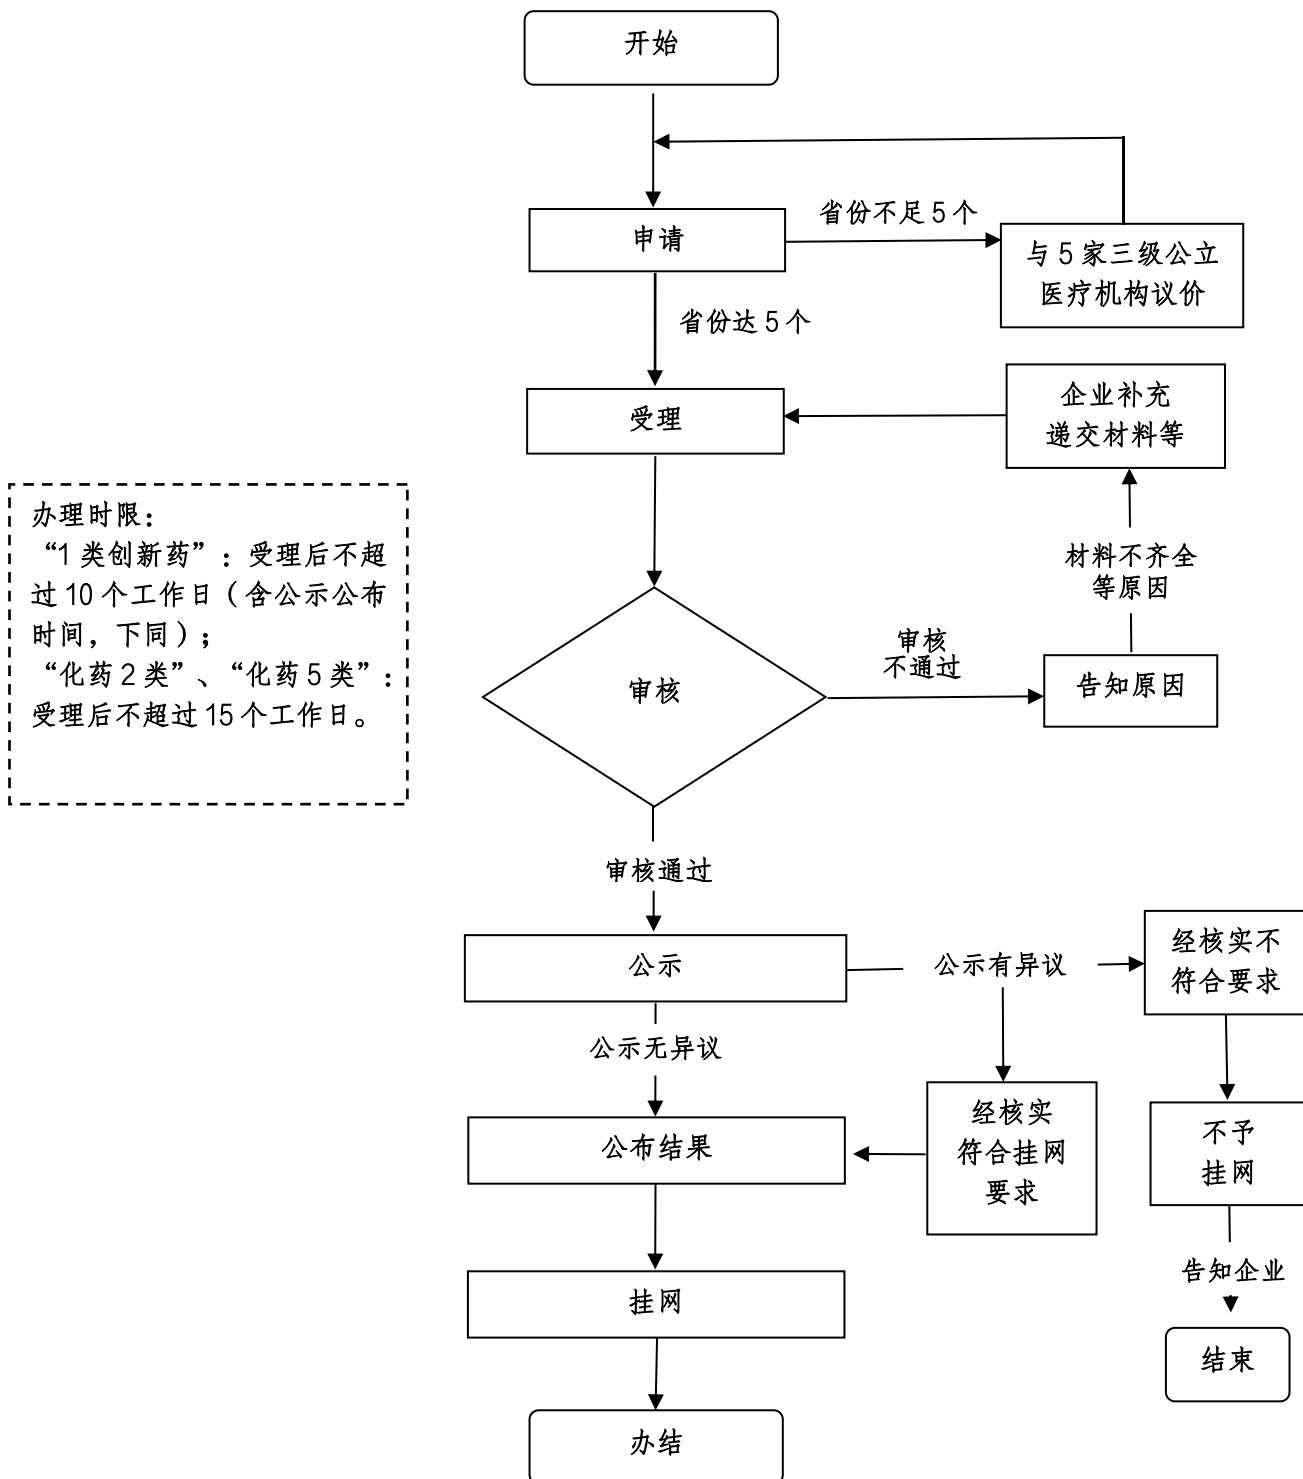 开始
申请
省份不足5个
与5家三级公立
医疗机构议价
省份达5个
受理
企业补充
递交材料等
办理时限：
“1类创新药”：受理后不超
过10个工作日（含公示公布
时间，下同）；
“化药2类”、“化药5类”：
受理后不超过15个工作日。
材料不齐全
等原因
审核
审核
不通过
告知原因
审核通过
公示
公示有异议
经核实不
符合要求
公示无异议
公布结果
经核实
符合挂网
要求
不予
挂网
挂网
告知企业
结束
办结